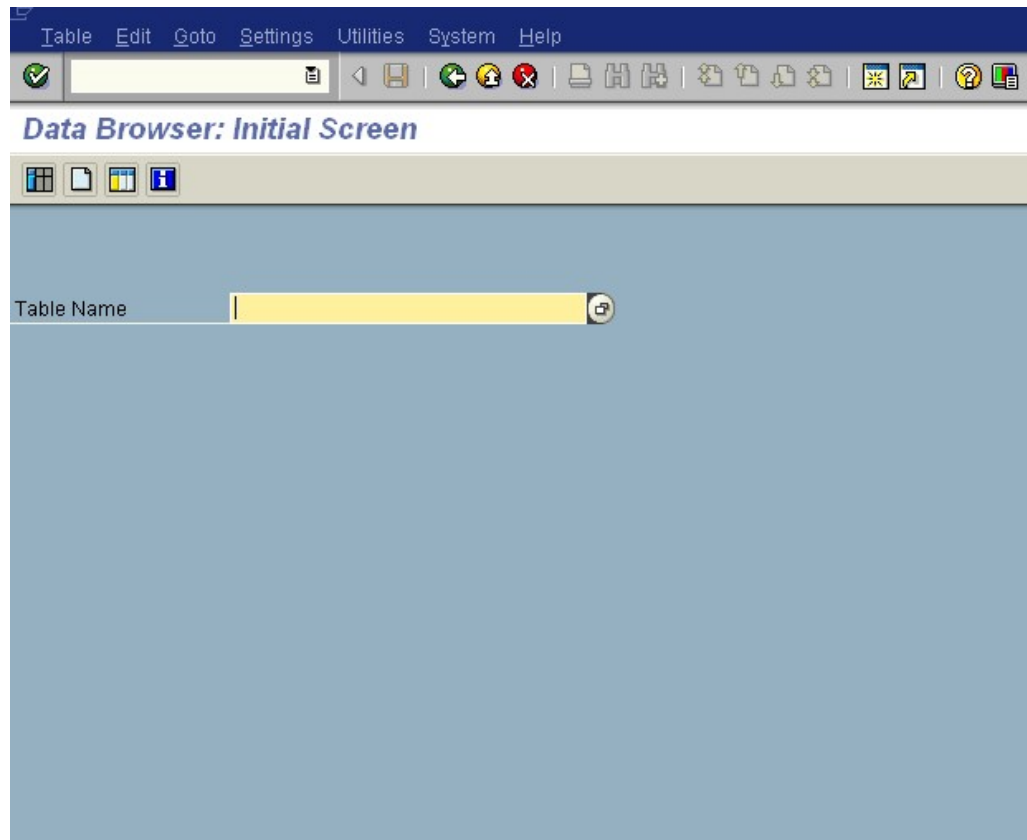 Table Edit Goto Settings Utilities System Help
Data Browser: Initial Screen
Table Name